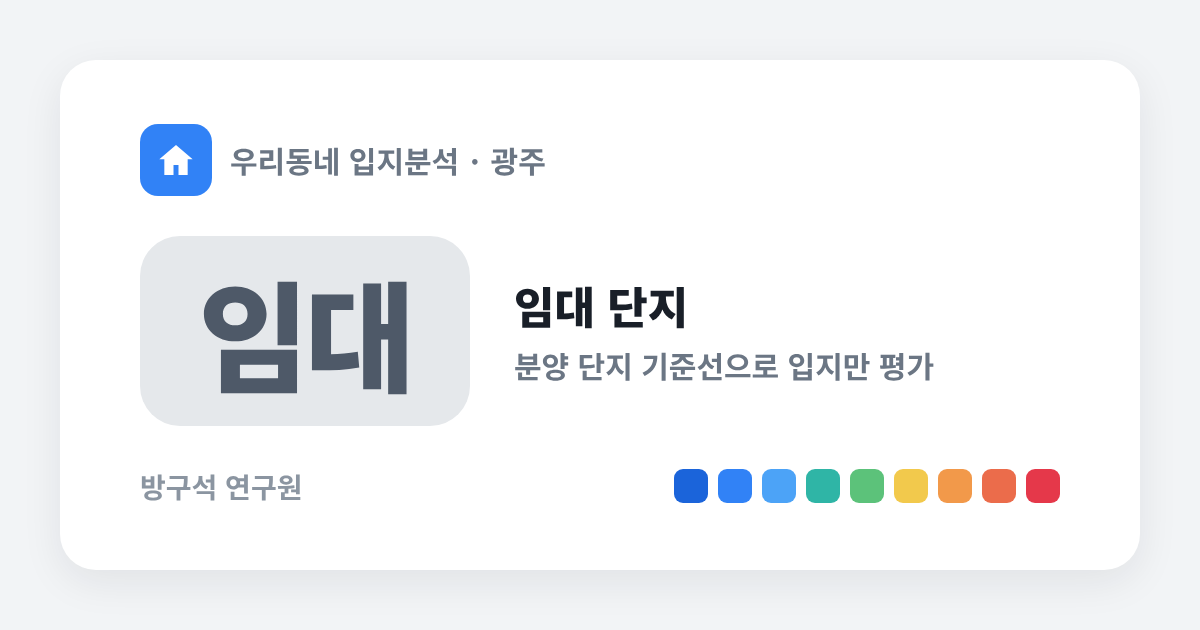 우리동네 입지분석 · 광주
임대
임대 단지
분양 단지 기준선으로 입지만 평가
방구석 연구원